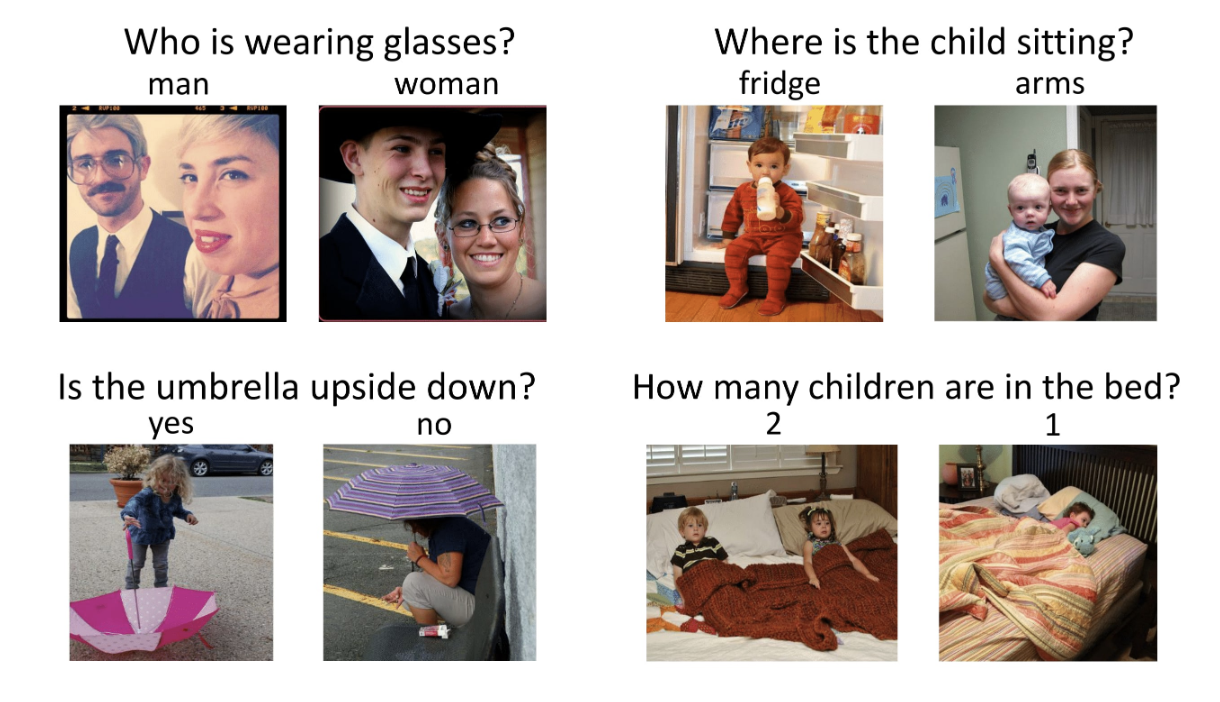 Who is wearing glasses?
man
woman
Where is the child sitting?
fridge
arms
Is the umbrella upside down?
yes
no
How many children are in the bed?
2
1